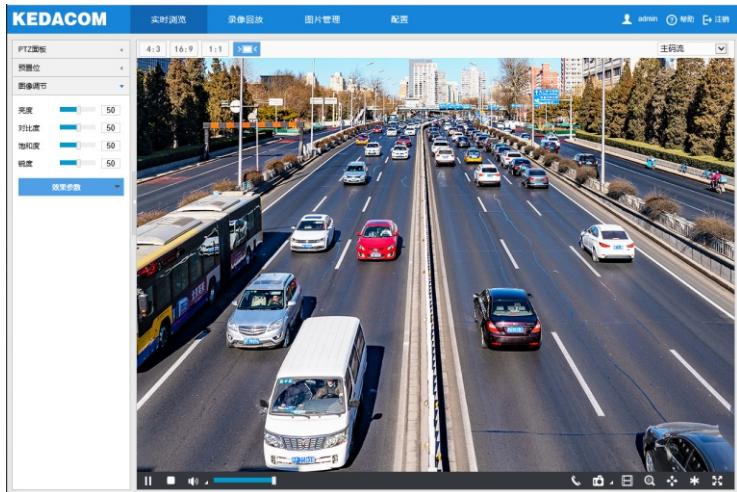 KEDACOM
实时浏览 录像回放 图片管理 配置 admin 帮助 注销
PTZ面板
4:3 16:9 1:1 主码流
预置位
图像调节
亮度 50
对比度 50
饱和度 50
锐度 50
效果参数